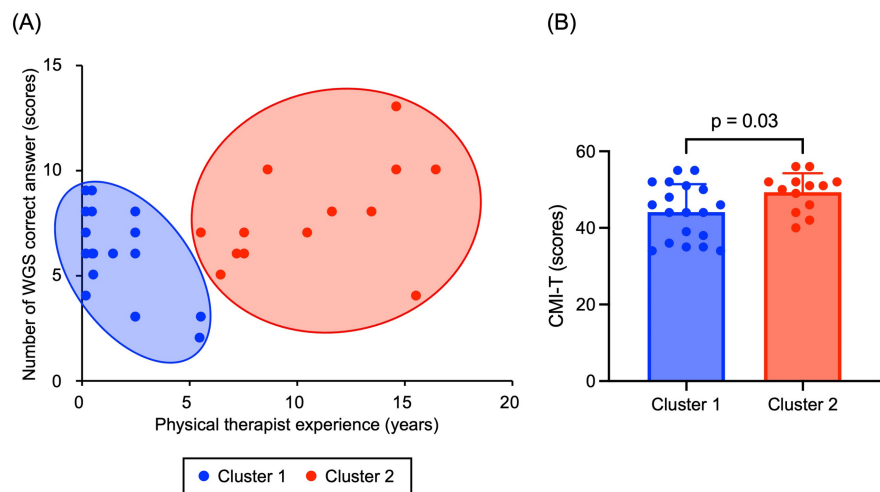 (A)
Number of WGS correct answer (scores)
15
10
5
0
0 5 10 15 20
Physical therapist experience (years)
Cluster 1 Cluster 2
(B)
p = 0.03
CMI-T (scores)
60
40
20
0
Cluster 1 Cluster 2